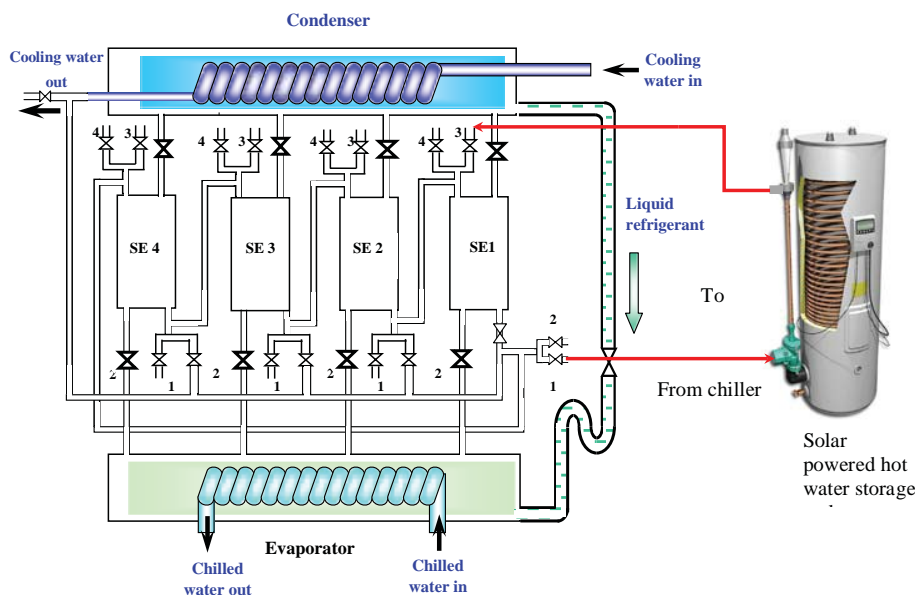 Condenser
Cooling water
out
Cooling
water in
4 3 4 3 4 3 4 3
Liquid
refrigerant
SE 4 SE 3 SE 2 SE1
To
2
2 1 2 1 2 1 2 1
From chiller
Solar
powered hot
water storage
Evaporator
Chilled
water out
Chilled
water in